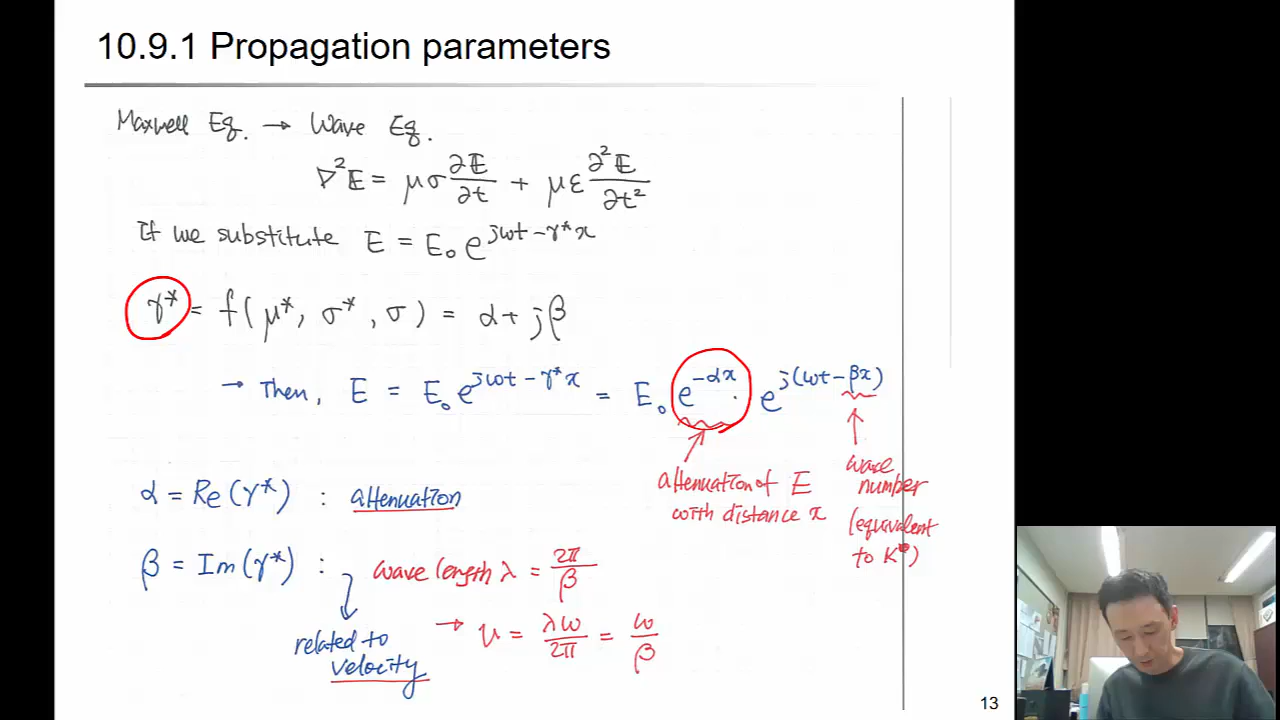 10.9.1 Propagation parameters
Maxwell Eq. → Wave Eq.
∇²E = μσ ∂E/∂t + με ∂²E/∂t²
If we substitute E = E₀ e^{jωt-γ*x}
γ* = f(μ*, σ*, σ) = α + jβ
→ Then, E = E₀ e^{jωt-γ*x} = E₀ e^{-αx} · e^{j(ωt-βx)}
attenuation of E
with distance x
wave
number
(equivalent
to K*)
α = Re(γ*) : attenuation
β = Im(γ*) : wave length λ = 2π/β
related to
velocity
→ v = λω/2π = ω/β
13